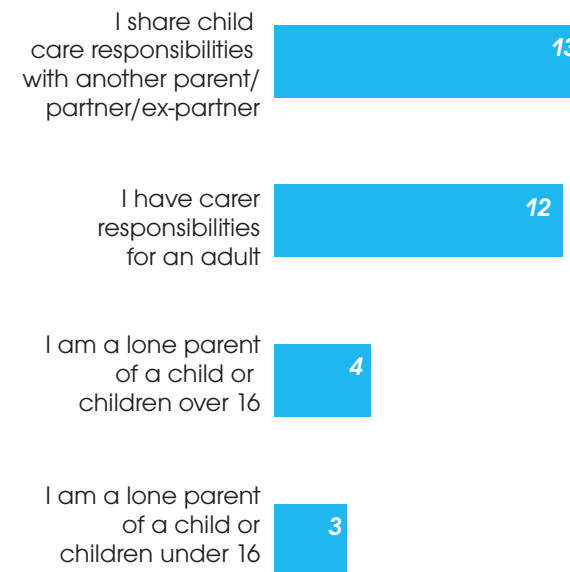 I share child
care responsibilities
with another parent/
partner/ex-partner
13
I have carer
responsibilities
for an adult
12
I am a lone parent
of a child or
children over 16
4
I am a lone parent
of a child or
children under 16
3